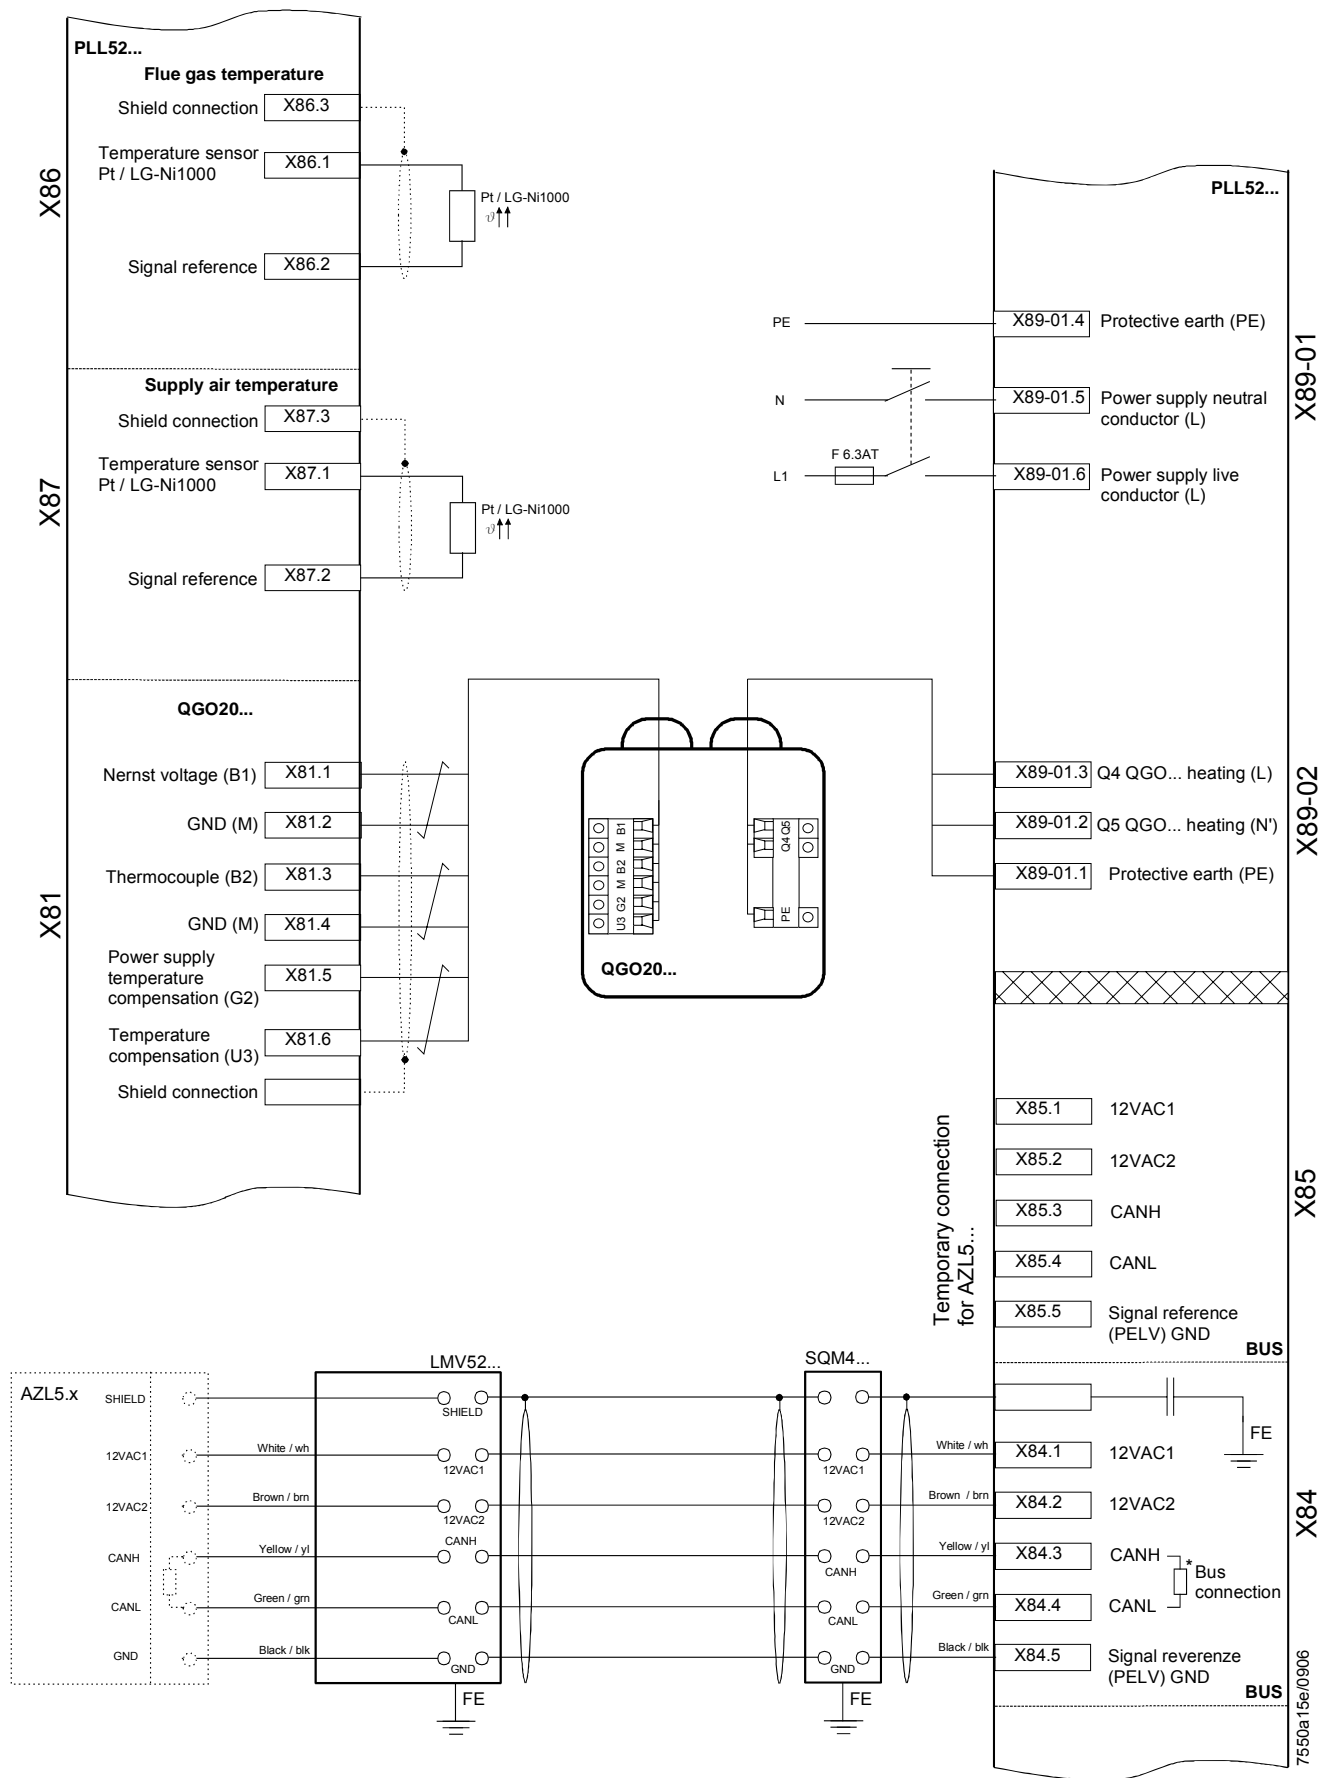 PLL52...
Flue gas temperature
Shield connection X86.3
Temperature sensor
Pt / LG-Ni1000
X86.1
Pt / LG-Ni1000
ϑ
Signal reference X86.2
X86
Supply air temperature
Shield connection X87.3
Temperature sensor
Pt / LG-Ni1000
X87.1
Pt / LG-Ni1000
ϑ
Signal reference X87.2
X87
QGO20...
Nernst voltage (B1) X81.1
GND (M) X81.2
Thermocouple (B2) X81.3
GND (M) X81.4
Power supply
temperature
compensation (G2)
X81.5
Temperature
compensation (U3)
X81.6
Shield connection
X81
B1
M
B2
M
G2
U3
Q5
Q4
PE
QGO20...
PLL52...
PE X89-01.4 Protective earth (PE)
N X89-01.5 Power supply neutral
conductor (L)
F 6.3AT
L1 X89-01.6 Power supply live
conductor (L)
X89-01
X89-01.3 Q4 QGO... heating (L)
X89-01.2 Q5 QGO... heating (N')
X89-01.1 Protective earth (PE)
X89-02
Temporary connection
for AZL5...
X85.1 12VAC1
X85.2 12VAC2
X85.3 CANH
X85.4 CANL
X85.5 Signal reference
(PELV) GND
BUS
X85
AZL5.x
SHIELD
12VAC1
12VAC2
CANH
CANL
GND
White / wh
Brown / brn
Yellow / yl
Green / grn
Black / blk
LMV52...
SHIELD
12VAC1
12VAC2
CANH
CANL
GND
FE
SQM4...
12VAC1
12VAC2
CANH
CANL
GND
FE
White / wh
Brown / brn
Yellow / yl
Green / grn
Black / blk
FE
X84.1 12VAC1
X84.2 12VAC2
X84.3 CANH
* Bus
connection
X84.4 CANL
X84.5 Signal reverenze
(PELV) GND
BUS
X84
7550a15e/0906